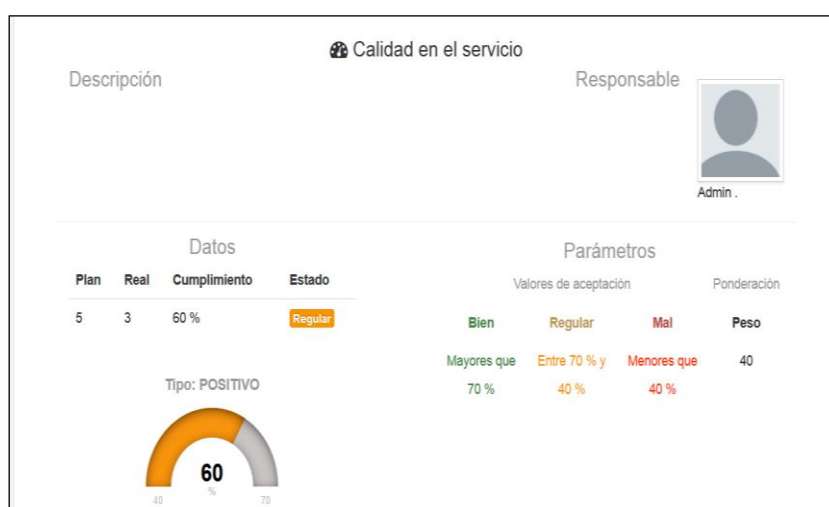 Calidad en el servicio
Descripción
Responsable
Admin .
Datos
Plan Real Cumplimiento Estado
5 3 60 % Regular
Tipo: POSITIVO
60
%
40 70
Parámetros
Valores de aceptación Ponderación
Bien Regular Mal Peso
Mayores que Entre 70 % y Menores que 40
70 % 40 % 40 %